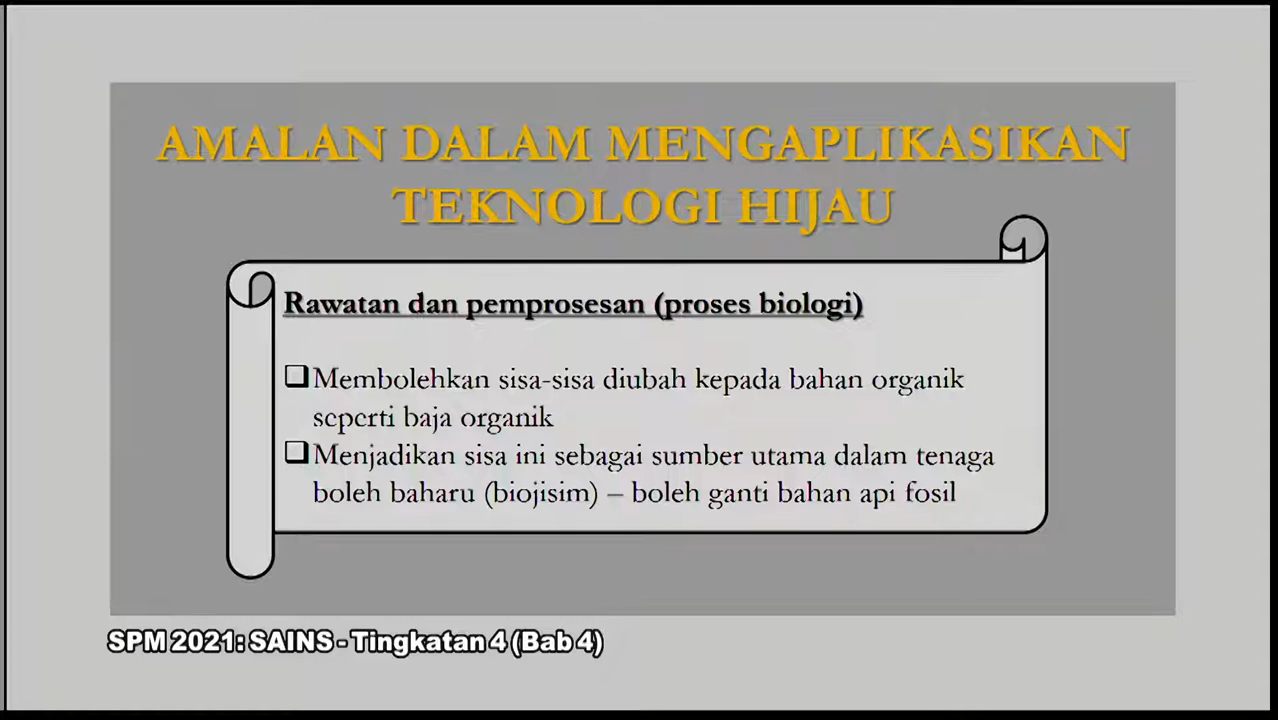 AMALAN DALAM MENGAPLIKASIKAN
TEKNOLOGI HIJAU
Rawatan dan pemprosesan (proses biologi)
❑Membolehkan sisa-sisa diubah kepada bahan organik
seperti baja organik
❑Menjadikan sisa ini sebagai sumber utama dalam tenaga
boleh baharu (biojisim) – boleh ganti bahan api fosil
SPM 2021: SAINS - Tingkatan 4 (Bab 4)